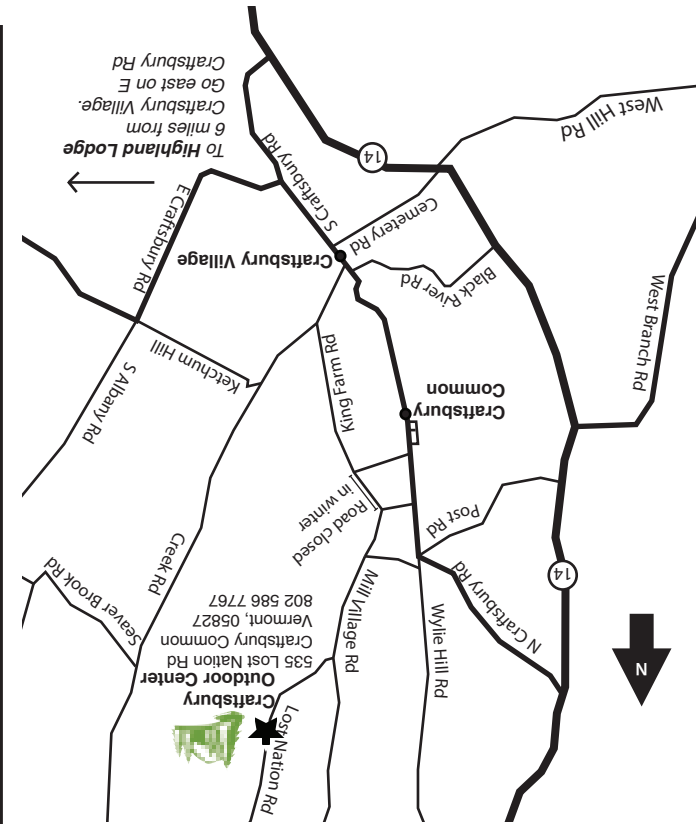 Lost Nation Rd
Craftsbury
Outdoor Center
535 Lost Nation Rd
Craftsbury Common
Vermont, 05827
802 586 7767
N
Wylie Hill Rd
Mill Village Rd
N Craftsbury Rd
Seaver Brook Rd
14
Creek Rd
Post Rd
Road closed
in winter
Craftsbury
Common
King Farm Rd
S Albany Rd
Ketchum Hill
West Branch Rd
Black River Rd
Craftsbury Village
E Craftsbury Rd
Cemetery Rd
S Craftsbury Rd
14
To Highland Lodge
6 miles from
Craftsbury Village.
Go east on E
Craftsbury Rd
West Hill Rd